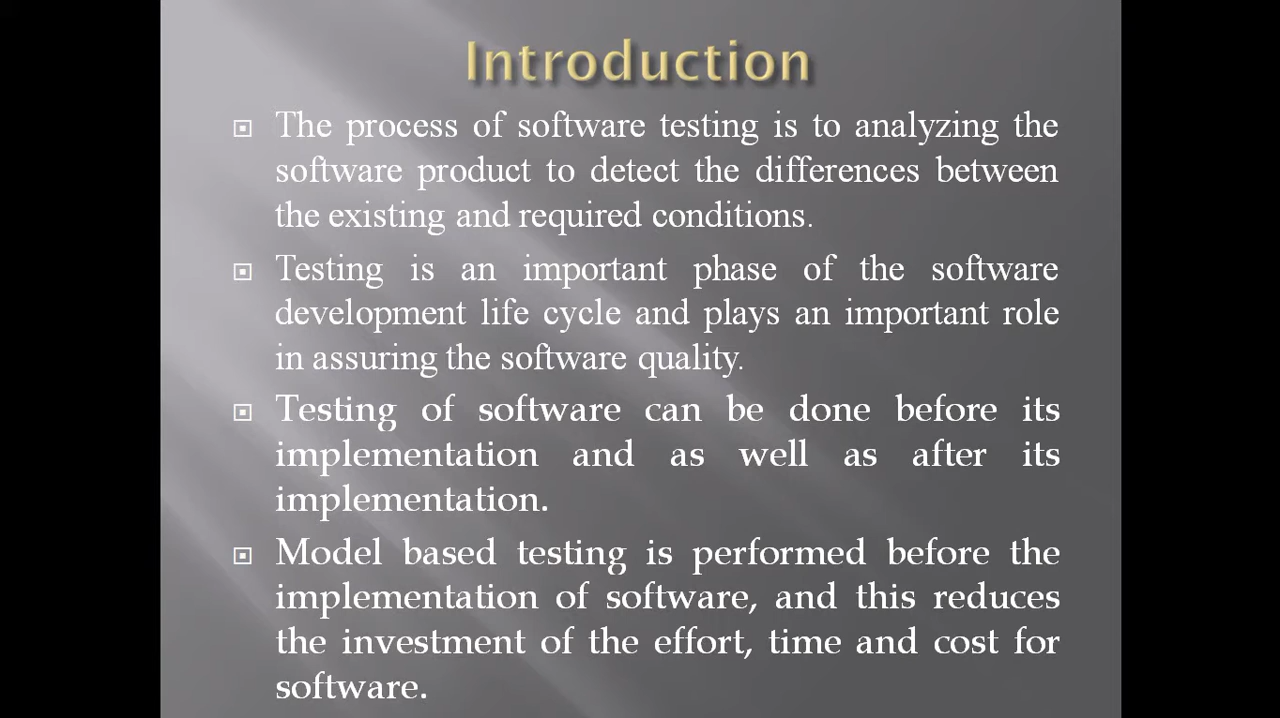 Introduction
The process of software testing is to analyzing the
software product to detect the differences between
the existing and required conditions.
Testing is an important phase of the software
development life cycle and plays an important role
in assuring the software quality.
Testing of software can be done before its
implementation and as well as after its
implementation.
Model based testing is performed before the
implementation of software, and this reduces
the investment of the effort, time and cost for
software.